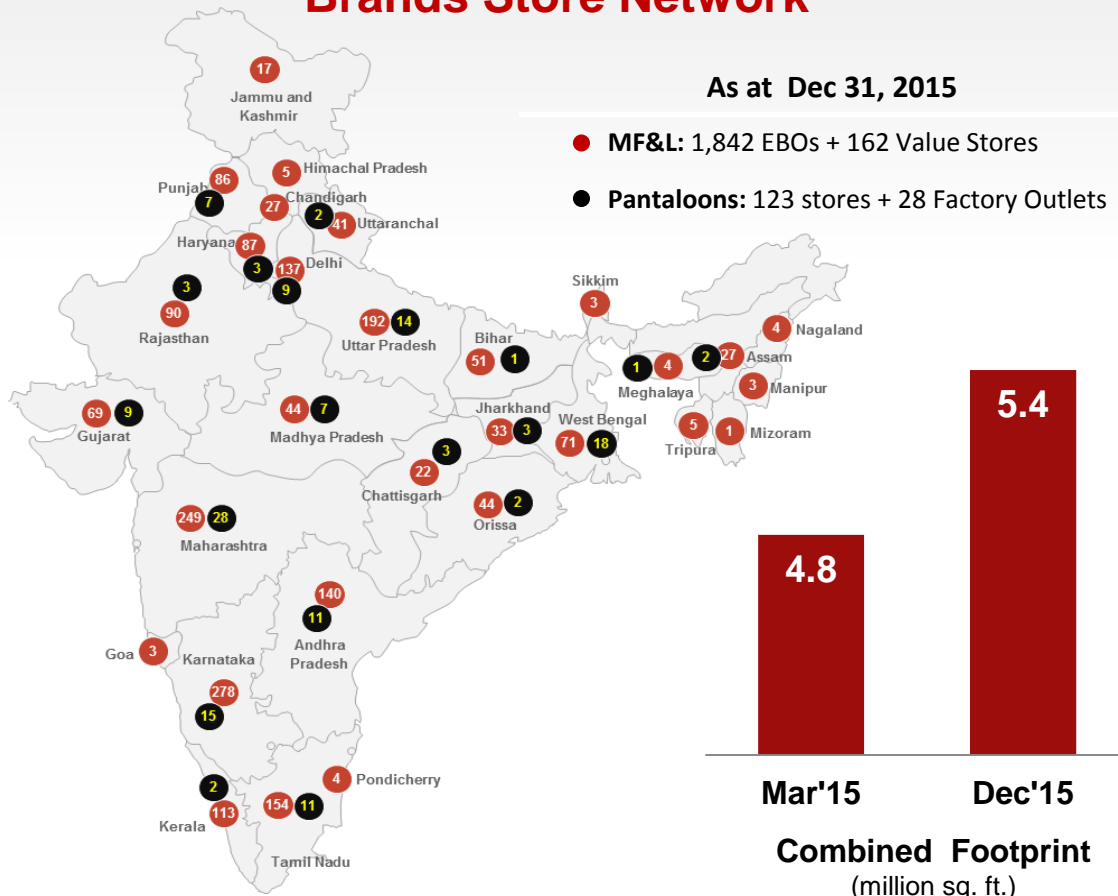 Brands Store Network
As at Dec 31, 2015
MF&L: 1,842 EBOs + 162 Value Stores
Pantaloons: 123 stores + 28 Factory Outlets
17
Jammu and
Kashmir
5
Himachal Pradesh
Punjab
86
7
Chandigarh
27
2
41
Uttaranchal
Haryana
87
3
137
Delhi
9
3
90
Rajasthan
192
14
Uttar Pradesh
Bihar
51
1
Sikkim
3
4
Nagaland
2
27
Assam
1
4
Meghalaya
3
Manipur
5
Tripura
1
Mizoram
69
9
Gujarat
44
7
Madhya Pradesh
Jharkhand
33
3
West Bengal
71
18
3
22
Chattisgarh
44
2
Orissa
249
28
Maharashtra
140
11
Andhra
Pradesh
Goa
3
Karnataka
278
15
4
Pondicherry
2
113
Kerala
154
11
Tamil Nadu
4.8
5.4
Mar'15
Dec'15
Combined Footprint
(million sq. ft.)